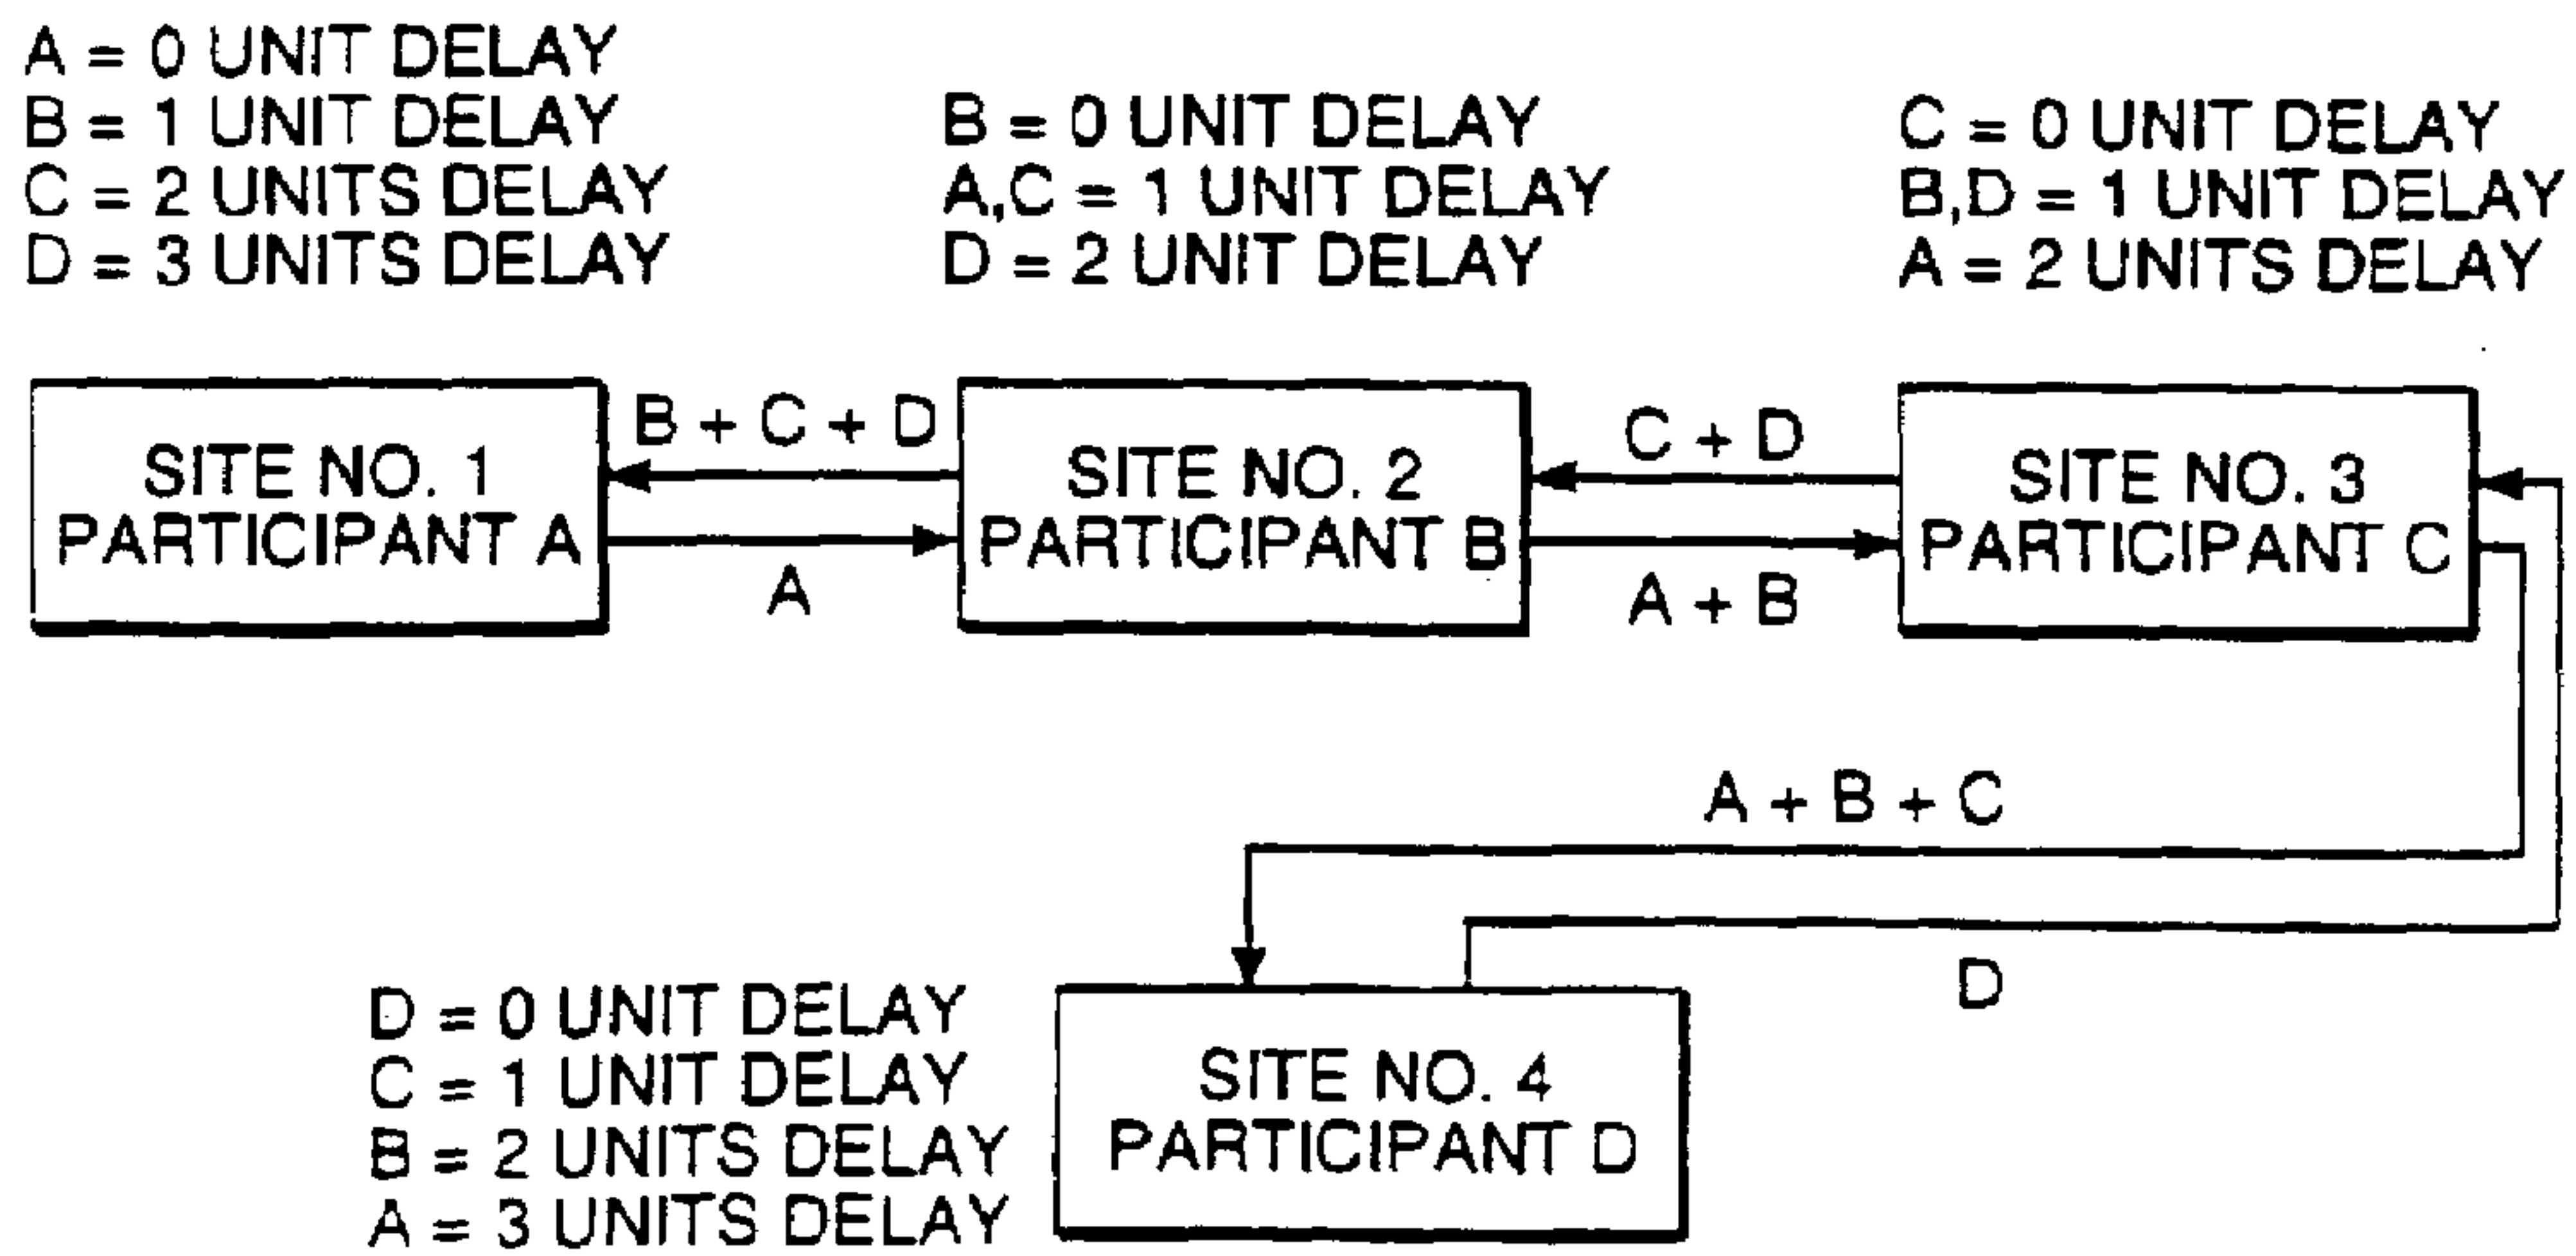 A = 0 UNIT DELAY
B = 1 UNIT DELAY
C = 2 UNITS DELAY
D = 3 UNITS DELAY
B = 0 UNIT DELAY
A,C = 1 UNIT DELAY
D = 2 UNIT DELAY
C = 0 UNIT DELAY
B,D = 1 UNIT DELAY
A = 2 UNITS DELAY
SITE NO. 1
PARTICIPANT A
B + C + D
A
SITE NO. 2
PARTICIPANT B
C + D
A + B
SITE NO. 3
PARTICIPANT C
A + B + C
D
D = 0 UNIT DELAY
C = 1 UNIT DELAY
B = 2 UNITS DELAY
A = 3 UNITS DELAY
SITE NO. 4
PARTICIPANT D